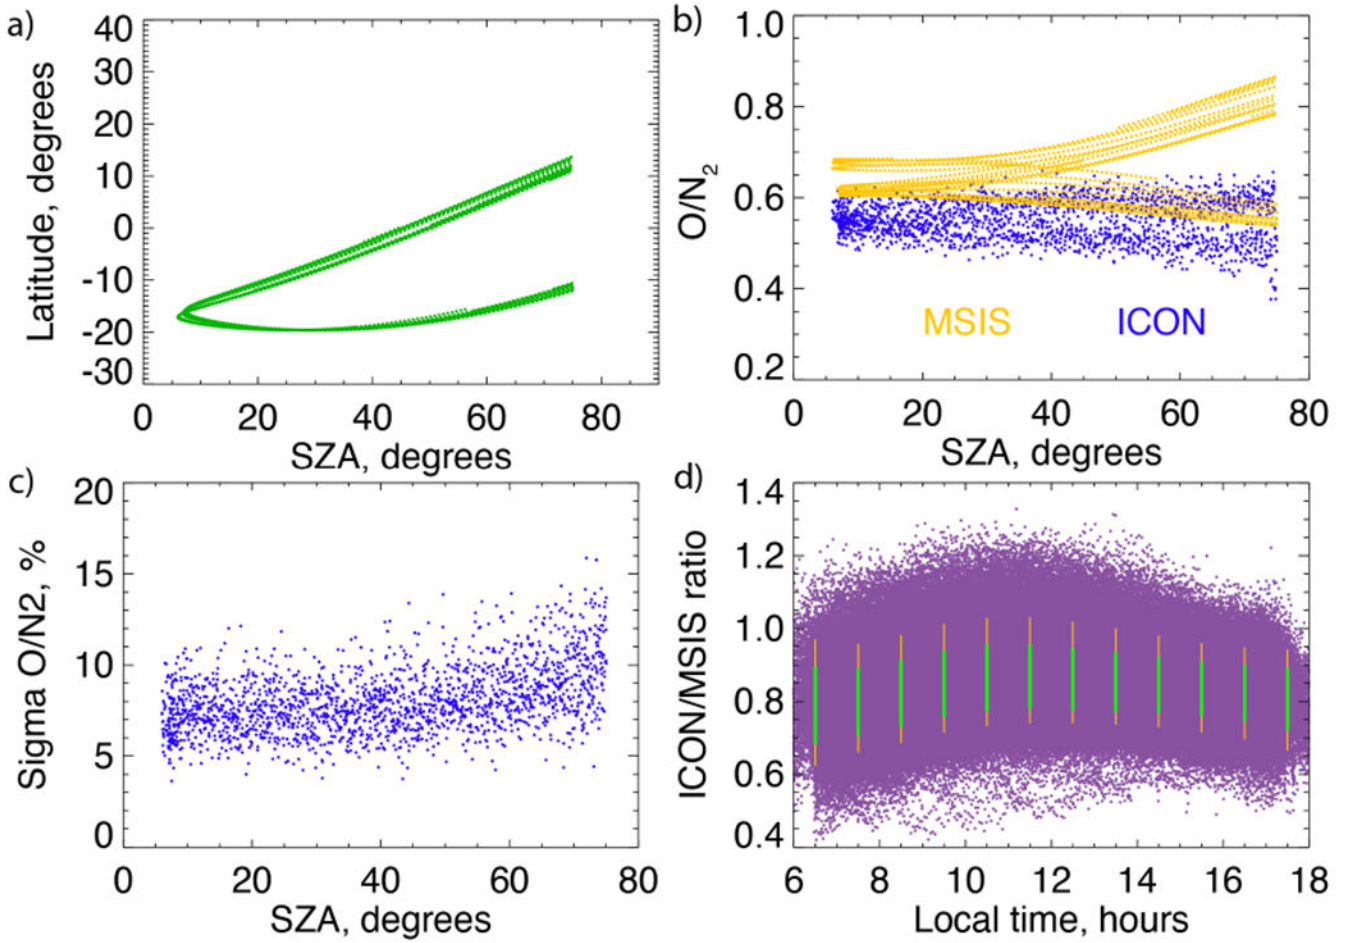 a)
40
30
20
10
0
-10
-20
-30
Latitude, degrees
0 20 40 60 80
SZA, degrees
b)
1.0
0.8
0.6
0.4
0.2
O/N2
MSIS ICON
0 20 40 60 80
SZA, degrees
c)
20
15
10
5
0
Sigma O/N2, %
0 20 40 60 80
SZA, degrees
d)
1.4
1.2
1.0
0.8
0.6
0.4
ICON/MSIS ratio
6 8 10 12 14 16 18
Local time, hours